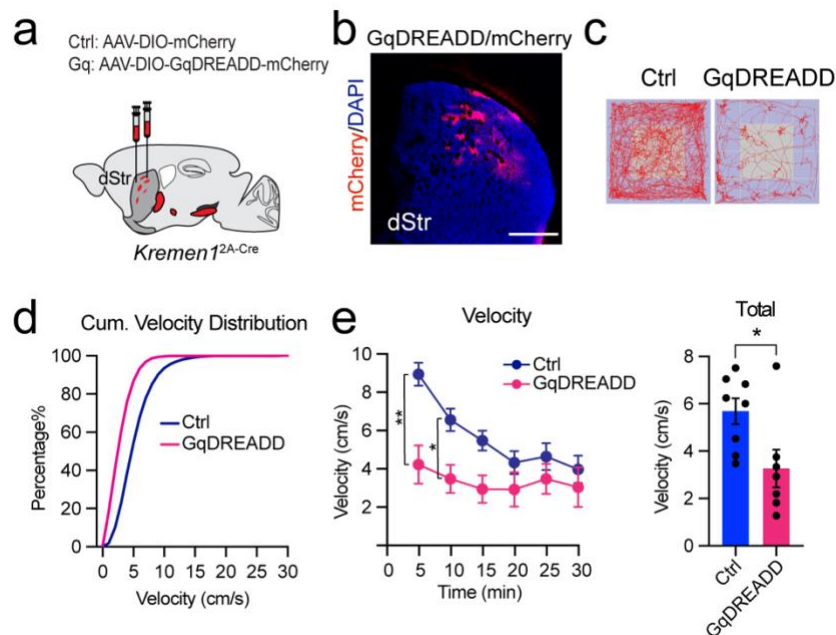 a
Ctrl: AAV-DIO-mCherry
Gq: AAV-DIO-GqDREADD-mCherry
dStr
Kremen12A-Cre
b
GqDREADD/mCherry
mCherry/DAPI
dStr
c
Ctrl GqDREADD
d
Cum. Velocity Distribution
100
80
60
40
20
0
Percentage%
Ctrl
GqDREADD
0 5 10 15 20 25 30
Velocity (cm/s)
e
Velocity
10
8
6
4
2
Velocity (cm/s)
**
*
Ctrl
GqDREADD
0 5 10 15 20 25 30
Time (min)
Total
*
8
6
4
2
0
Velocity (cm/s)
Ctrl
GqDREADD